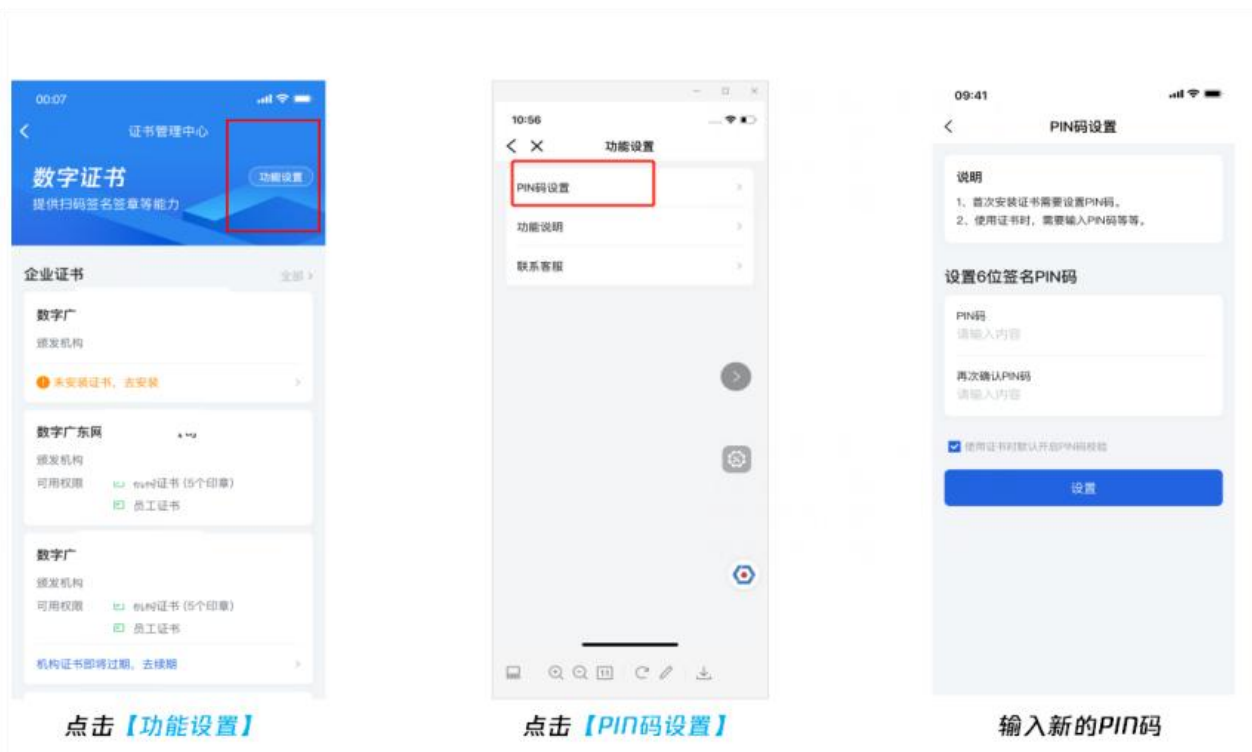 00:07
证书管理中心
数字证书
功能设置
提供扫码签名签章等能力
企业证书
全部
数字广
颁发机构
未安装证书，去安装
数字广东网
颁发机构
可用权限
证书 (5个印章)
员工证书
数字广
颁发机构
可用权限
证书 (5个印章)
员工证书
机构证书即将过期，去续期
点击【功能设置】
10:56
功能设置
PIN码设置
功能说明
联系客服
1:1
点击【PIN码设置】
09:41
PIN码设置
说明
1、首次安装证书需要设置PIN码。
2、使用证书时，需要输入PIN码等等。
设置6位签名PIN码
PIN码
请输入内容
再次确认PIN码
请输入内容
使用证书时默认开启PIN码校验
设置
输入新的PIN码